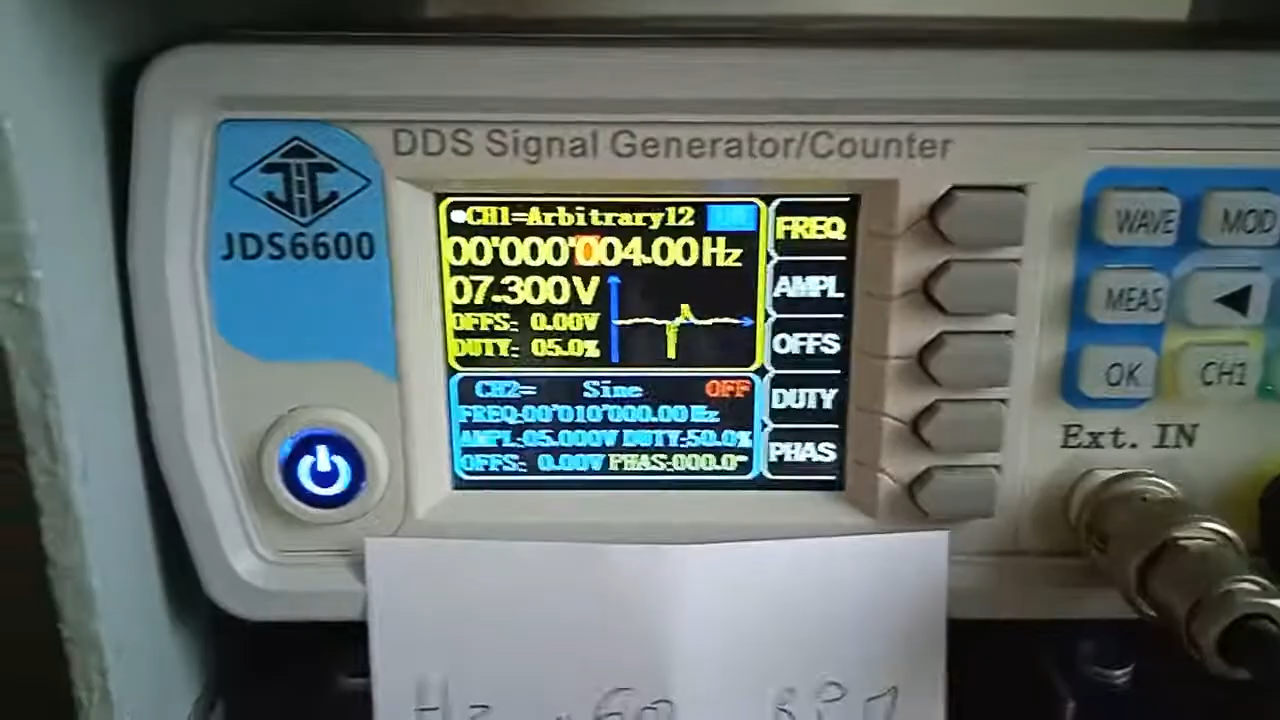 DDS Signal Generator/Counter
JDS6600
CH1=Arbitrary12
00'000'004.00Hz
07.300V
OFFS: 0.00V
DUTY: 05.0%
CH2= Sine OFF
FREQ:00'010'000.00Hz
AMPL:05.000V DUTY:50.0%
OFFS: 0.00V PHAS:000.0°
FREQ
AMPL
OFFS
DUTY
PHAS
WAVE MOD
MEAS
OK CH1
Ext. IN
Hz